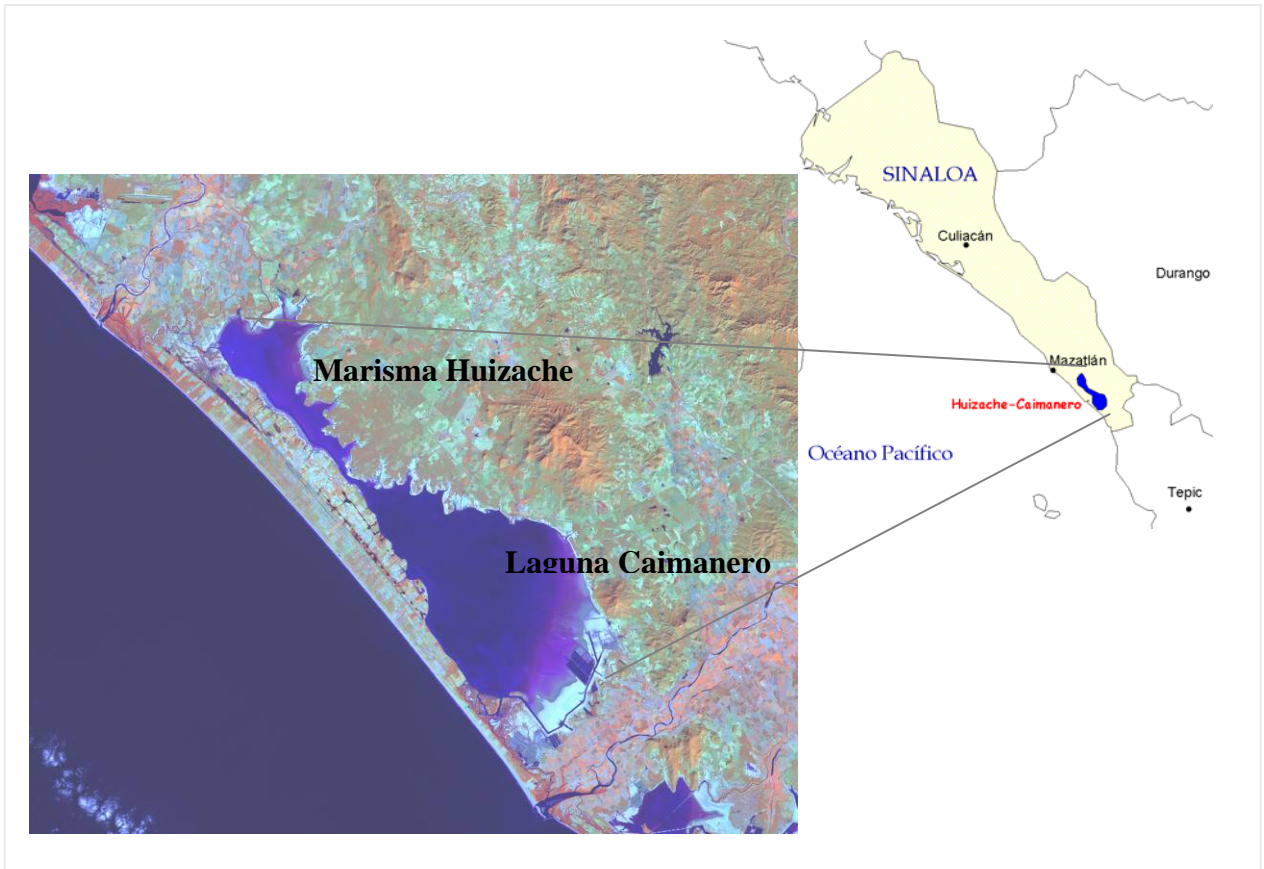 SINALOA
Culiacán
Durango
Mazatlán
Marisma Huizache
Huizache-Caimanero
Océano Pacífico
Tepic
Laguna Caimanero